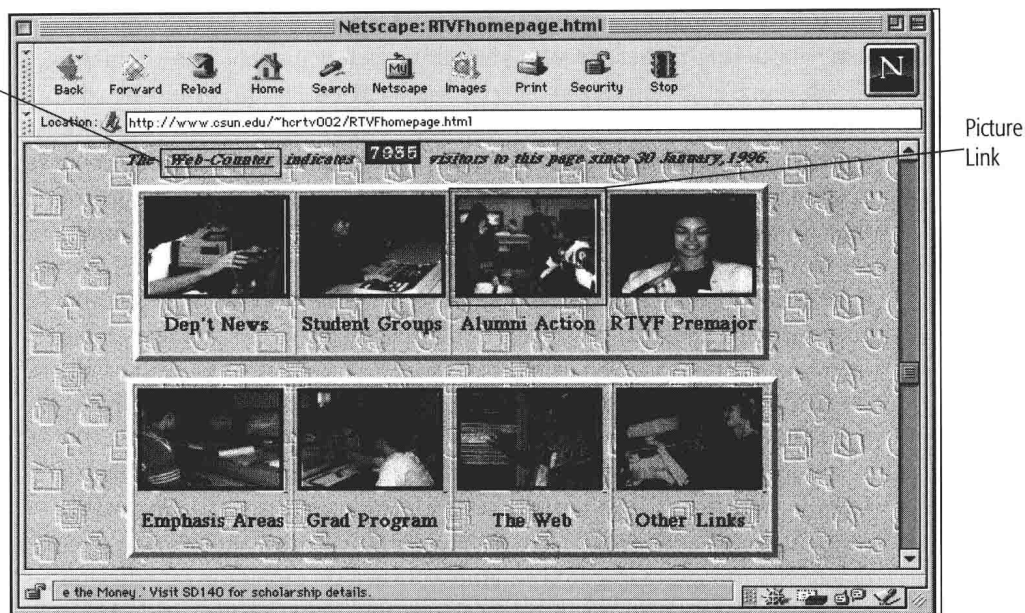 Netscape: RTVFhomepage.html
Back Forward Reload Home Search Netscape Images Print Security Stop
My
N
Location: http://www.csun.edu/~hcrtv002/RTVFhomepage.html
The Web-Counter indicates 7935 visitors to this page since 30 January, 1996.
Picture
Link
Dep't News Student Groups Alumni Action RTVF Premajor
Emphasis Areas Grad Program The Web Other Links
e the Money.' Visit SD140 for scholarship details.